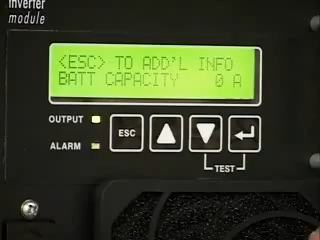 inverter
module
<ESC> TO ADD'L INFO
BATT CAPACITY 0 A
OUTPUT
ESC
ALARM
TEST